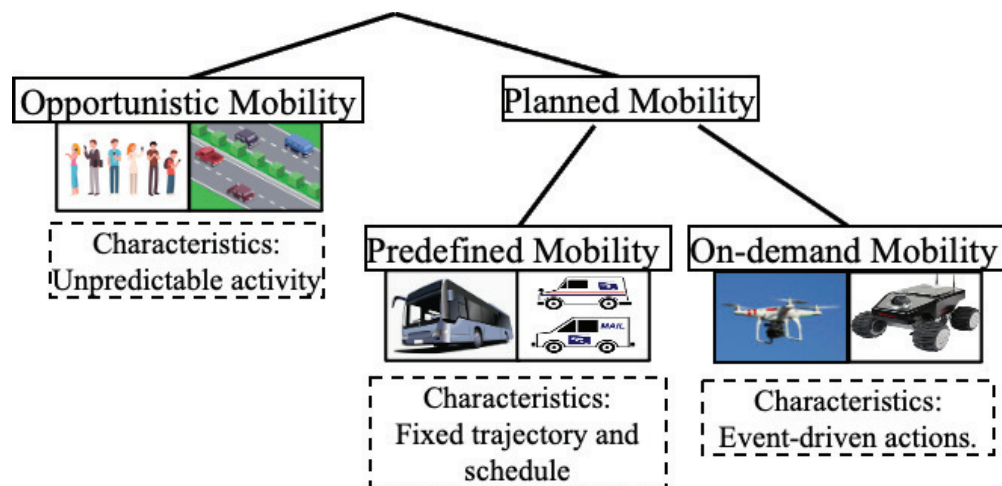 Opportunistic Mobility
Planned Mobility
Characteristics:
Unpredictable activity
Predefined Mobility
On-demand Mobility
MAIL
Characteristics:
Fixed trajectory and
schedule
Characteristics:
Event-driven actions.